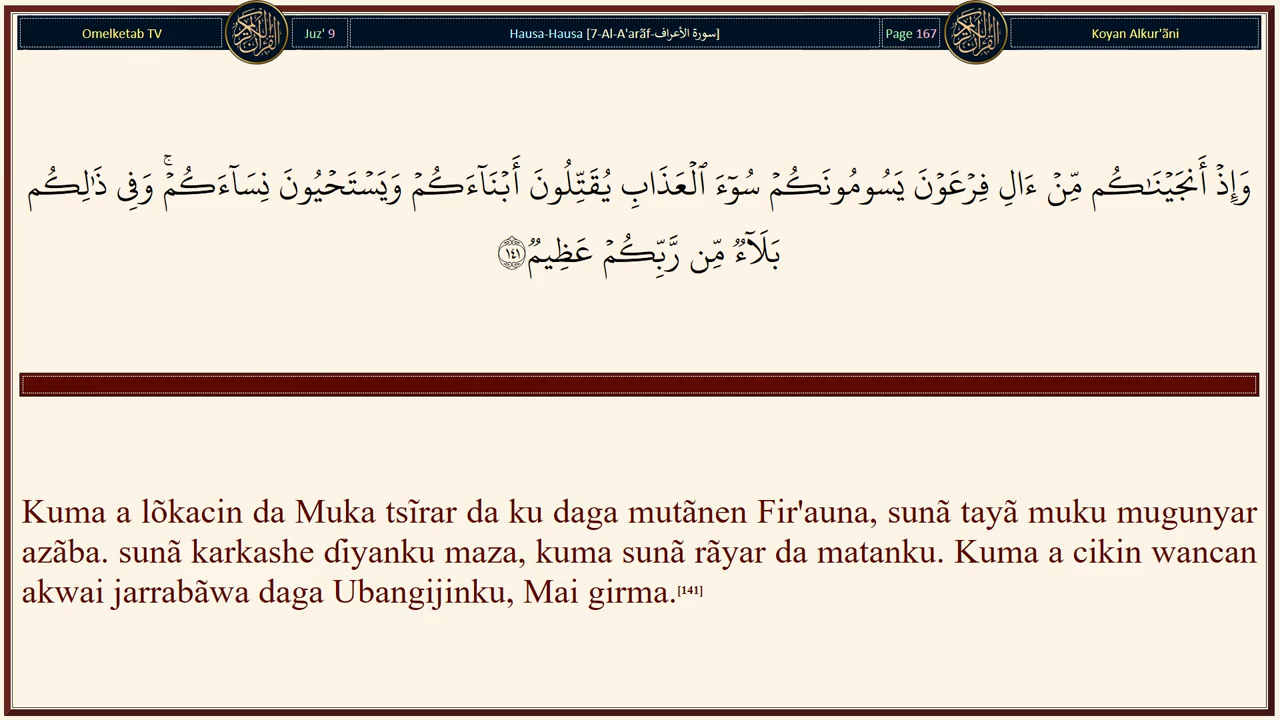 Omelketab TV
Juz' 9
Hausa-Hausa [7-Al-A'arãf-سورة الأعراف]
Page 167
Koyan Alƙur'ãni
وَإِذۡ أَنجَيۡنَٰكُم مِّنۡ ءَالِ فِرۡعَوۡنَ يَسُومُونَكُمۡ سُوٓءَ ٱلۡعَذَابِ يُقَتِّلُونَ أَبۡنَآءَكُمۡ وَيَسۡتَحۡيُونَ نِسَآءَكُمۡۚ وَفِي ذَٰلِكُم
بَلَآءٞ مِّن رَّبِّكُمۡ عَظِيمٞ ١٤١
Kuma a lõkacin da Muka tsĩrar da ku daga mutãnen Fir'auna, sunã tayã muku mugunyar
azãba. sunã karkashe ɗiyanku maza, kuma sunã rãyar da matanku. Kuma a cikin wancan
akwai jarrabãwa daga Ubangijinku, Mai girma.[141]